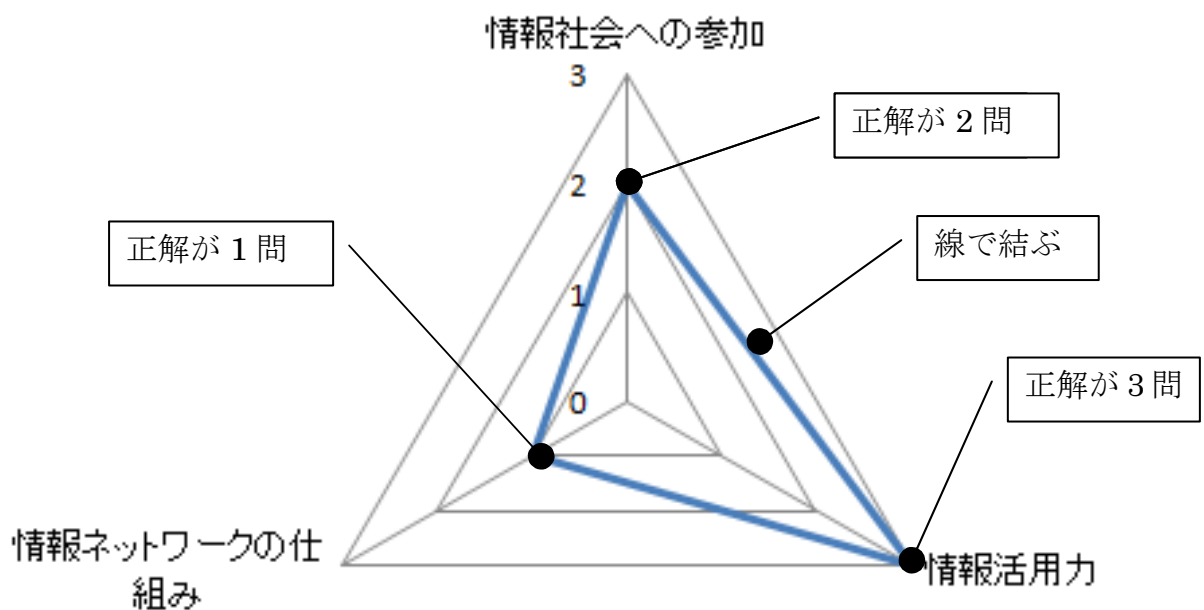 情報社会への参加
3
正解が 2 問
2
線で結ぶ
正解が 1 問
1
正解が 3 問
0
情報ネットワークの仕
組み
情報活用力